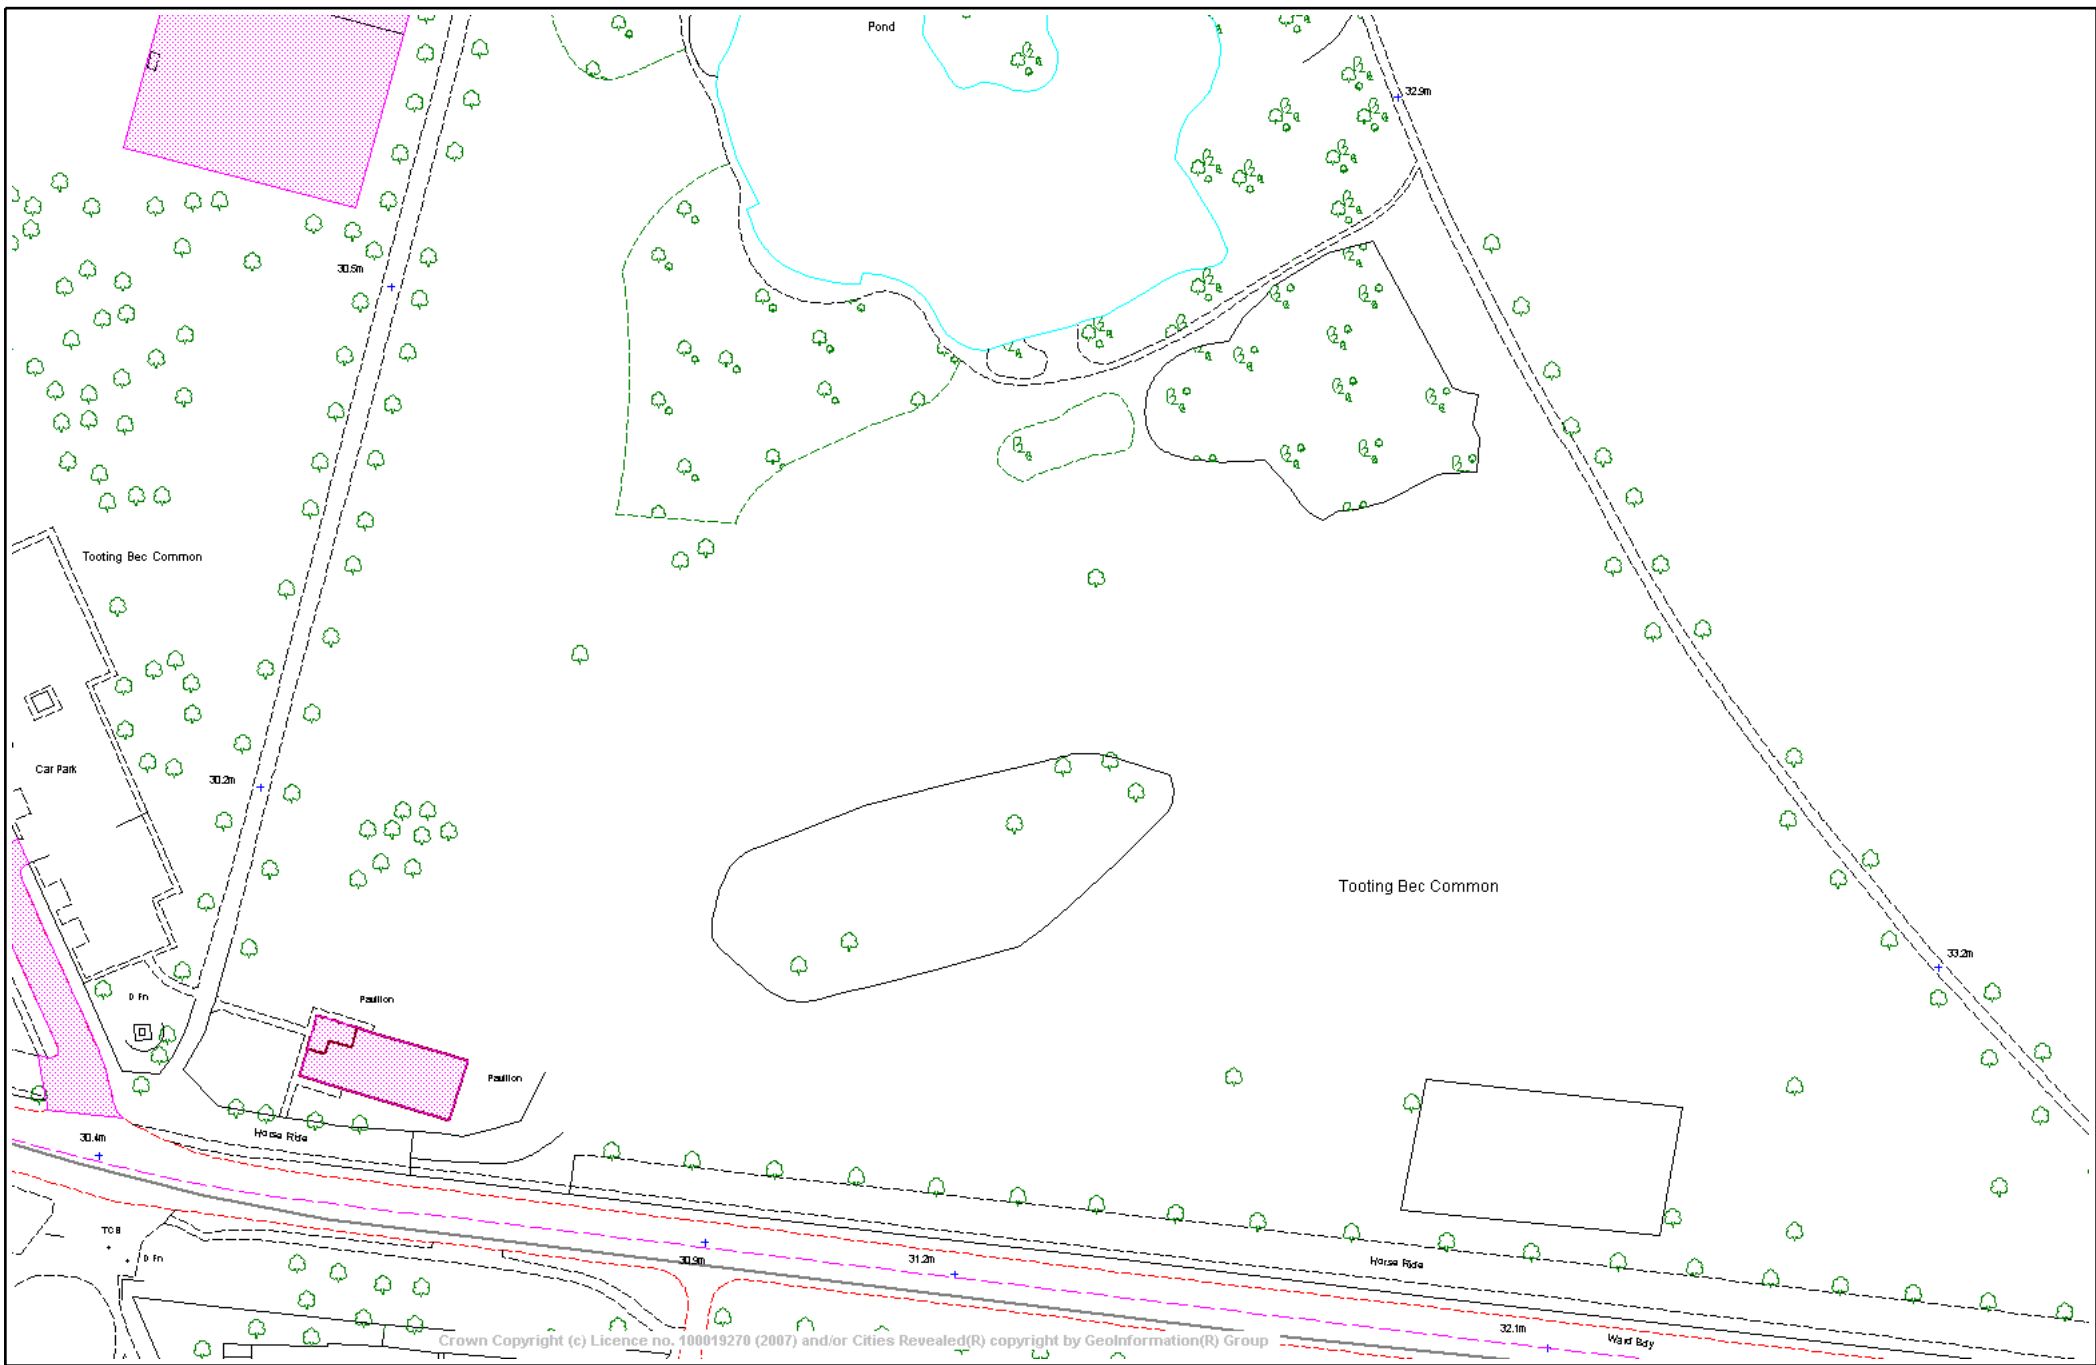 Pond
32.9m
30.5m
Tooting Bec Common
Car Park
30.2m
Tooting Bec Common
33.2m
D Fn
Pavilion
Pavilion
Horse Ride
30.4m
TCB
D Fn
30.9m
31.2m
Horse Ride
32.1m
Ward Bdy
Crown Copyright (c) Licence no. 100019270 (2007) and/or Cities Revealed(R) copyright by GeoInformation(R) Group